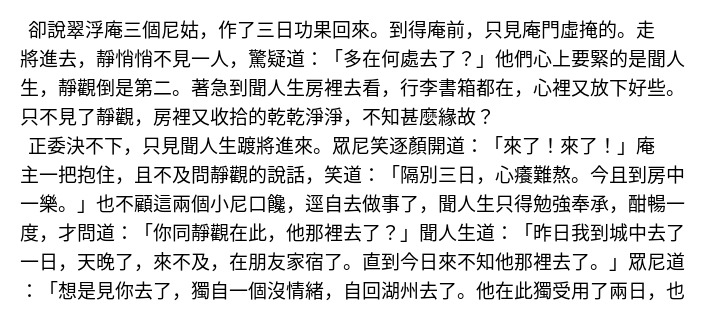 卻說翠浮庵三個尼姑，作了三日功果回來。到得庵前，只見庵門虛掩的。走
將進去，靜悄悄不見一人，驚疑道：「多在何處去了？」他們心上要緊的是聞人
生，靜觀倒是第二。著急到聞人生房裡去看，行李書箱都在，心裡又放下好些。
只不見了靜觀，房裡又收拾的乾乾淨淨，不知甚麼緣故？
正委決不下，只見聞人生踱將進來。眾尼笑逐顏開道：「來了！來了！」庵
主一把抱住，且不及問靜觀的說話，笑道：「隔別三日，心癢難熬。今且到房中
一樂。」也不顧這兩個小尼口饞，逕自去做事了，聞人生只得勉強奉承，酣暢一
度，才問道：「你同靜觀在此，他那裡去了？」聞人生道：「昨日我到城中去了
一日，天晚了，來不及，在朋友家宿了。直到今日來不知他那裡去了。」眾尼道
：「想是見你去了，獨自一個沒情緒，自回湖州去了。他在此獨受用了兩日，也